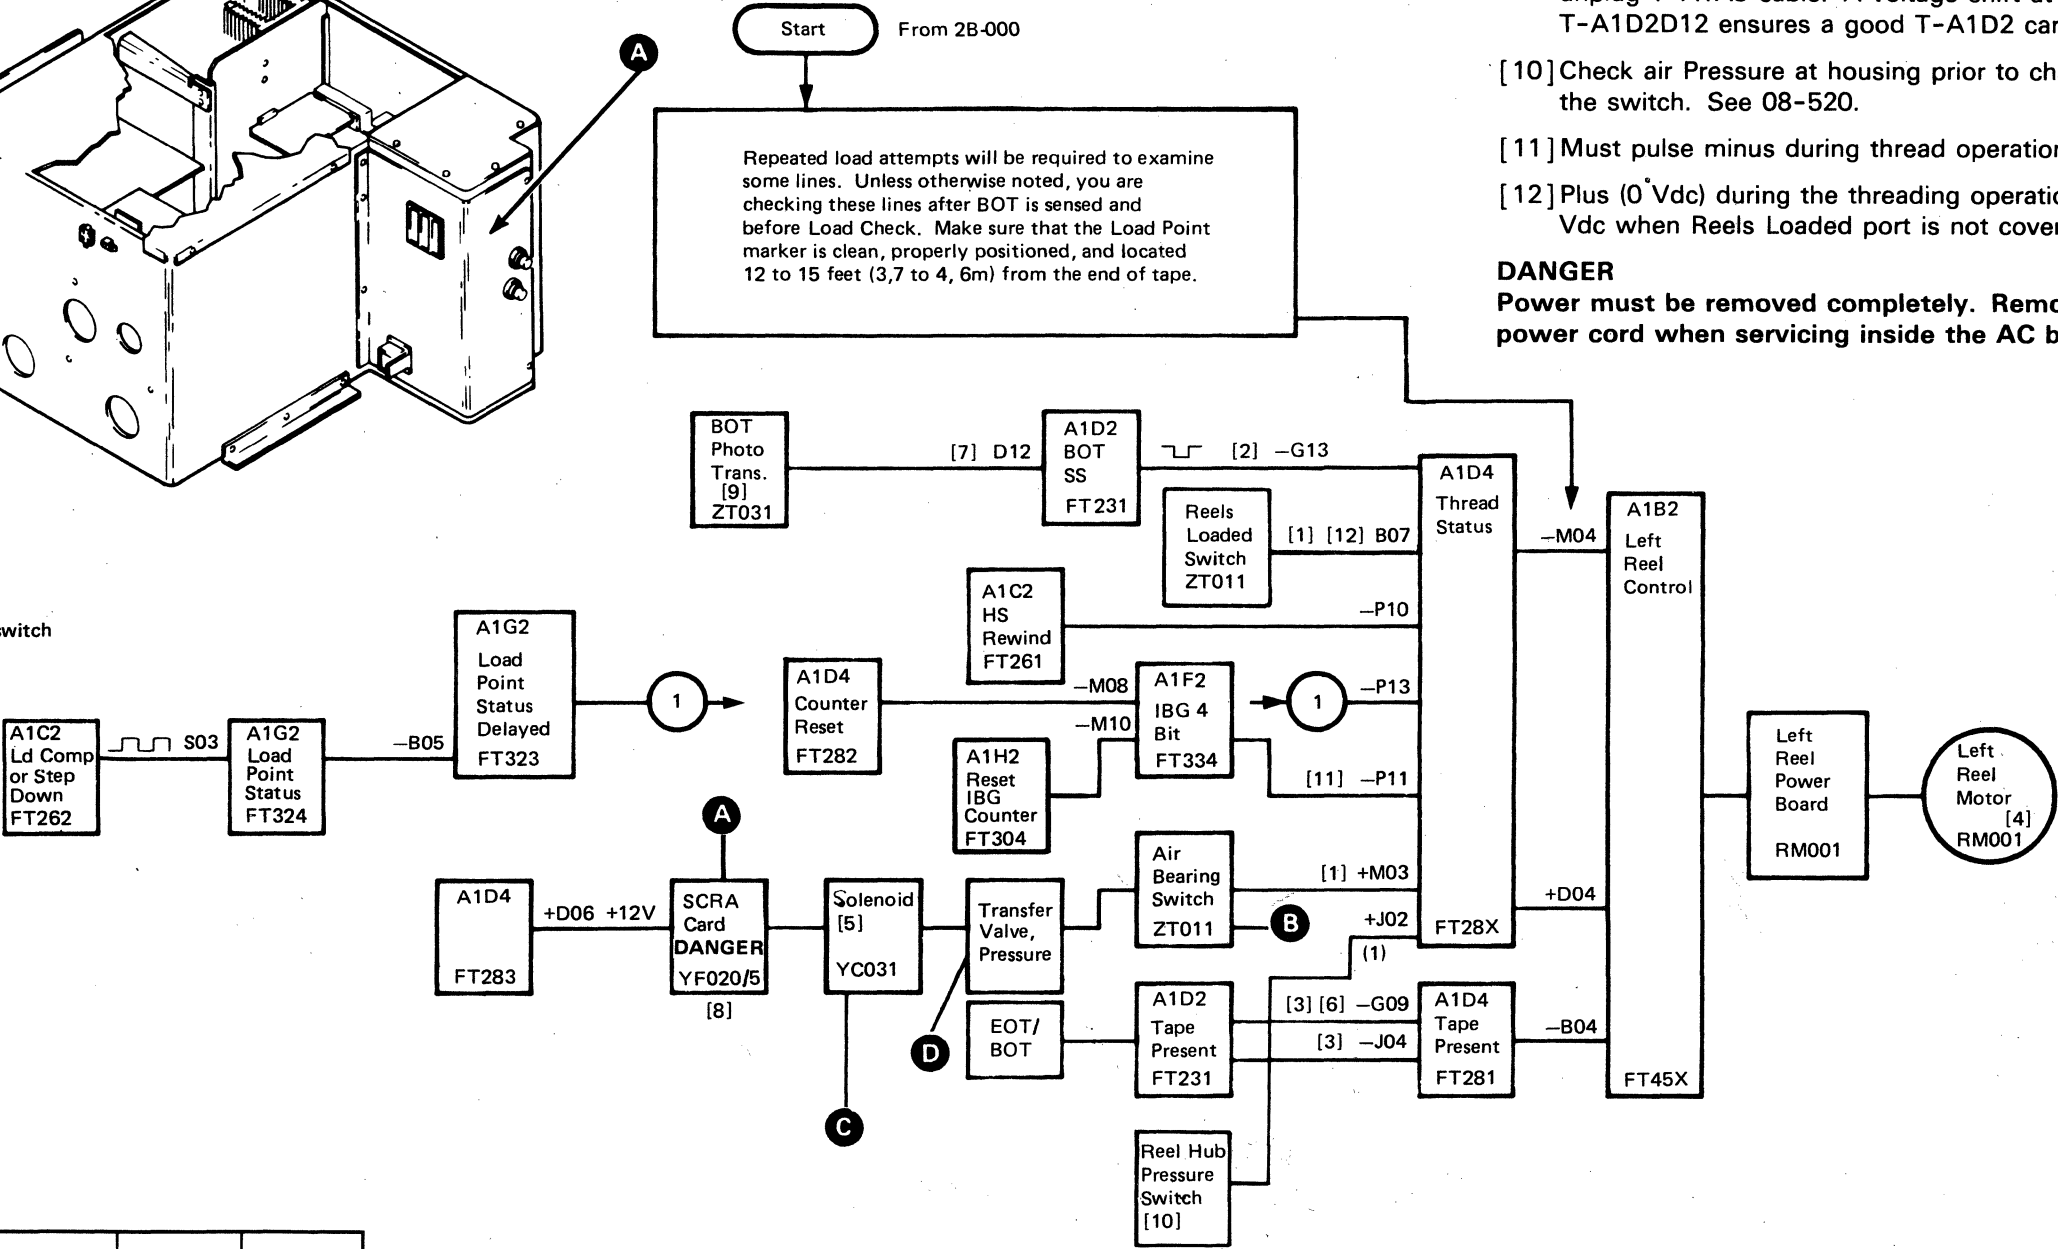 Start
From 2B-000
A
Repeated load attempts will be required to examine
some lines. Unless otherwise noted, you are
checking these lines after BOT is sensed and
before Load Check. Make sure that the Load Point
marker is clean, properly positioned, and located
12 to 15 feet (3,7 to 4, 6m) from the end of tape.
T-A1D2D12 ensures a good T-A1D2 car
[10] Check air Pressure at housing prior to ch
the switch. See 08-520.
[11] Must pulse minus during thread operation
[12] Plus (0 Vdc) during the threading operatio
Vdc when Reels Loaded port is not cover
DANGER
Power must be removed completely. Remo
power cord when servicing inside the AC b
BOT
Photo
Trans.
[9]
ZT031
[7] D12
A1D2
BOT
SS
FT231
[2] –G13
Reels
Loaded
Switch
ZT011
[1] [12] B07
A1D4
Thread
Status
FT28X
–M04
A1B2
Left
Reel
Control
FT45X
A1C2
HS
Rewind
FT261
–P10
switch
A1G2
Load
Point
Status
Delayed
FT323
1
A1D4
Counter
Reset
FT282
–M08
–M10
A1F2
IBG 4
Bit
FT334
1
–P13
[11] –P11
A1C2
Ld Comp
or Step
Down
FT262
S03
A1G2
Load
Point
Status
FT324
–B05
A1H2
Reset
IBG
Counter
FT304
Left
Reel
Power
Board
RM001
Left
Reel
Motor
[4]
RM001
A
A1D4
FT283
+D06 +12V
SCRA
Card
DANGER
YF020/5
[8]
Solenoid
[5]
YC031
Transfer
Valve,
Pressure
Air
Bearing
Switch
ZT011
[1] +M03
B
+J02
(1)
+D04
C
D
EOT/
BOT
A1D2
Tape
Present
FT231
[3] [6] –G09
[3] –J04
A1D4
Tape
Present
FT281
–B04
Reel Hub
Pressure
Switch
[10]